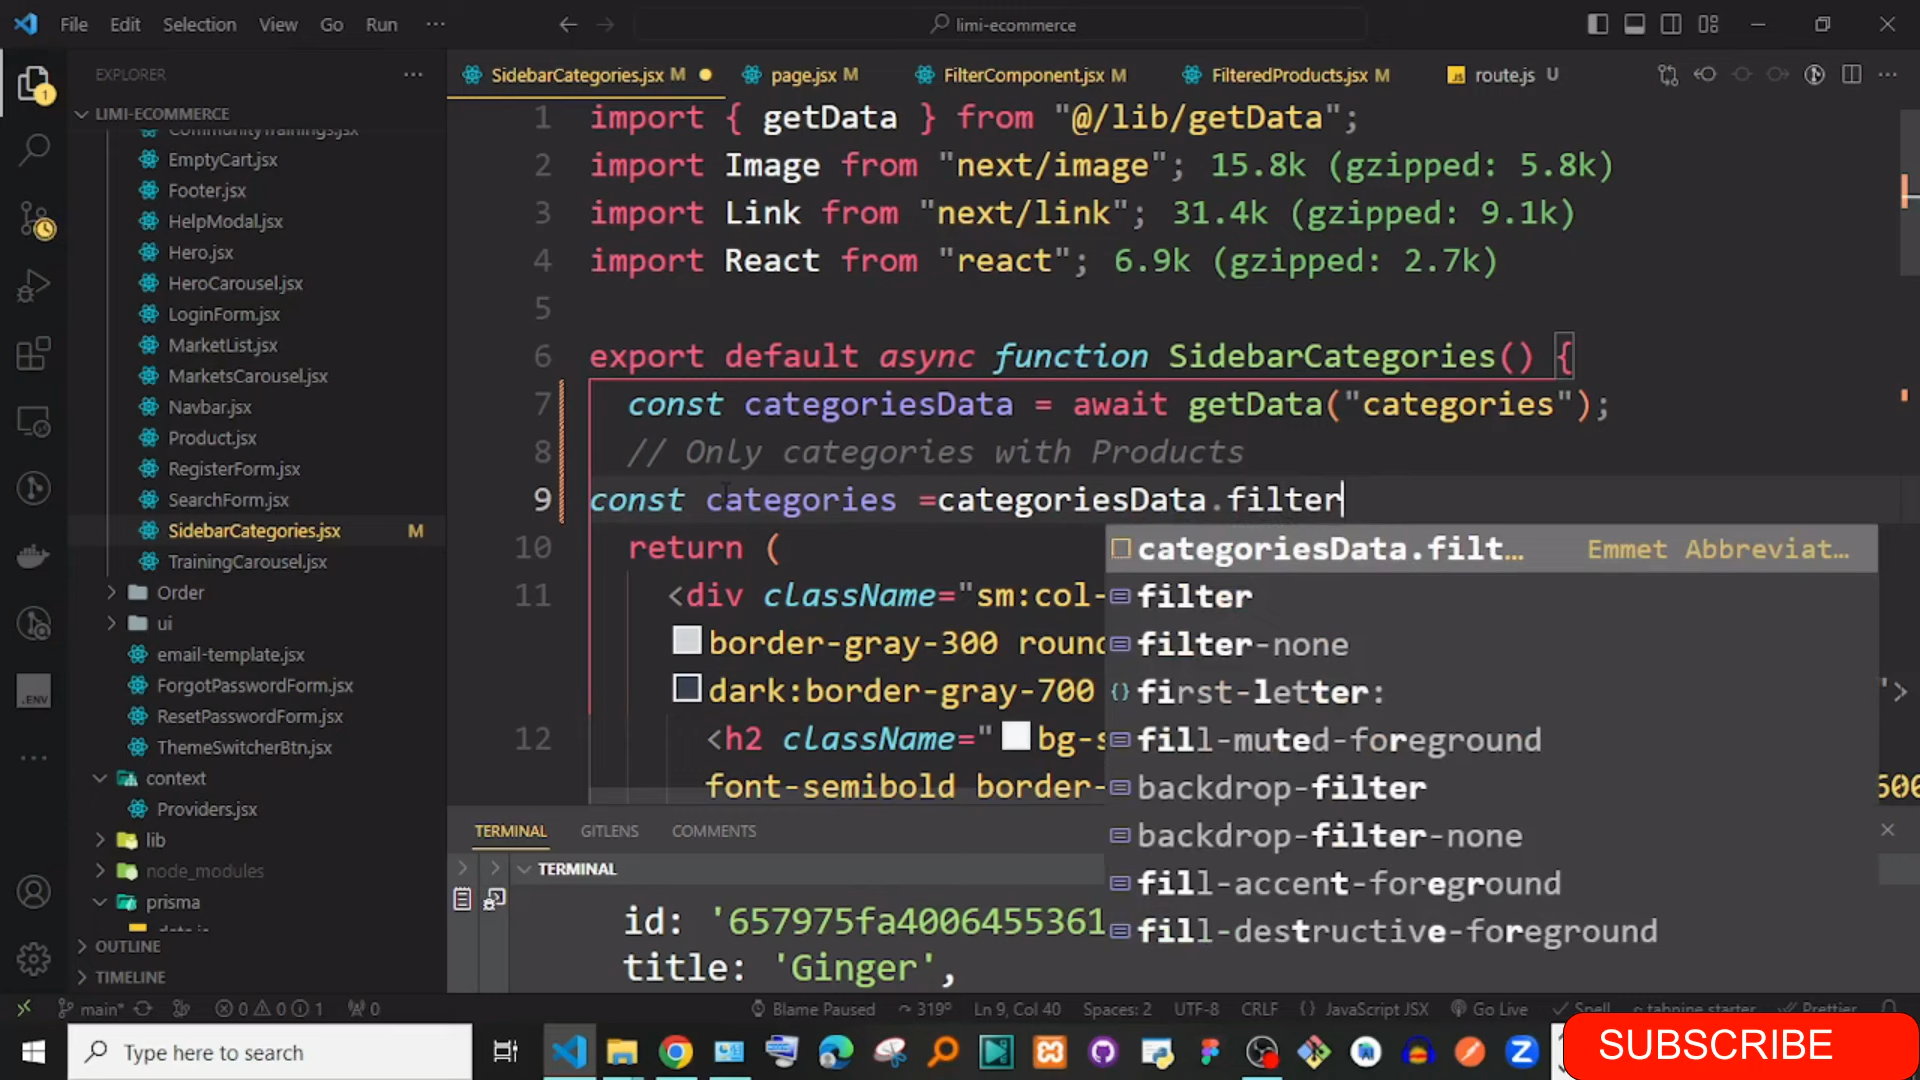 File Edit Selection View Go Run ···
limi-ecommerce
EXPLORER ···
SidebarCategories.jsx M
page.jsx M
FilterComponent.jsx M
FilteredProducts.jsx M
route.js U
LIMI-ECOMMERCE
CommunityTrainings.jsx
EmptyCart.jsx
Footer.jsx
HelpModal.jsx
Hero.jsx
HeroCarousel.jsx
LoginForm.jsx
MarketList.jsx
MarketsCarousel.jsx
Navbar.jsx
Product.jsx
RegisterForm.jsx
SearchForm.jsx
SidebarCategories.jsx M
TrainingCarousel.jsx
Order
ui
email-template.jsx
ForgotPasswordForm.jsx
ResetPasswordForm.jsx
ThemeSwitcherBtn.jsx
context
Providers.jsx
lib
node_modules
prisma
OUTLINE
TIMELINE
1 import { getData } from "@/lib/getData";
2 import Image from "next/image"; 15.8k (gzipped: 5.8k)
3 import Link from "next/link"; 31.4k (gzipped: 9.1k)
4 import React from "react"; 6.9k (gzipped: 2.7k)
5
6 export default async function SidebarCategories() {
7 const categoriesData = await getData("categories");
8 // Only categories with Products
9 const categories =categoriesData.filter
10 return (
11 <div className="sm:col-
border-gray-300 round
dark:border-gray-700 ">
12 <h2 className=" bg-s
font-semibold border- 600
categoriesData.filt… Emmet Abbreviat…
filter
filter-none
first-letter:
fill-muted-foreground
backdrop-filter
backdrop-filter-none
fill-accent-foreground
fill-destructive-foreground
TERMINAL GITLENS COMMENTS
TERMINAL
id: '657975fa4006455361
title: 'Ginger',
main* 0 0 1 0 Blame Paused 319° Ln 9, Col 40 Spaces: 2 UTF-8 CRLF JavaScript JSX Go Live Spell tabnine starter Prettier
Type here to search
.ENV
1
SUBSCRIBE